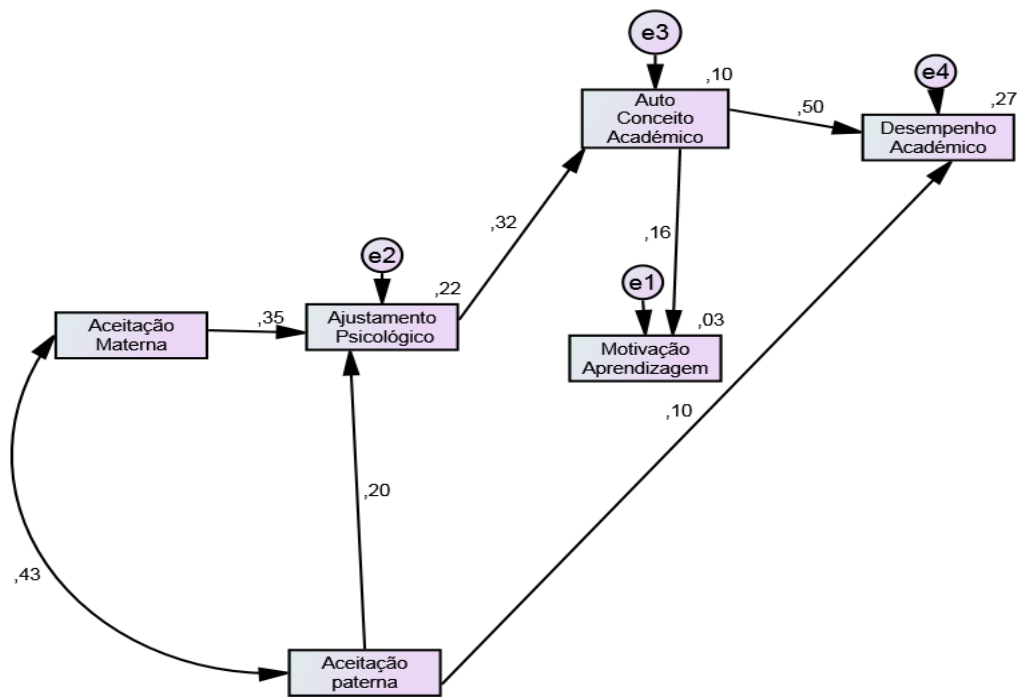 e3
,10
Auto
Conceito
Académico
,50
e4
,27
Desempenho
Académico
,32
,16
e2
,22
Ajustamento
Psicológico
,35
Aceitação
Materna
e1
,03
Motivação
Aprendizagem
,10
,20
,43
Aceitação
paterna